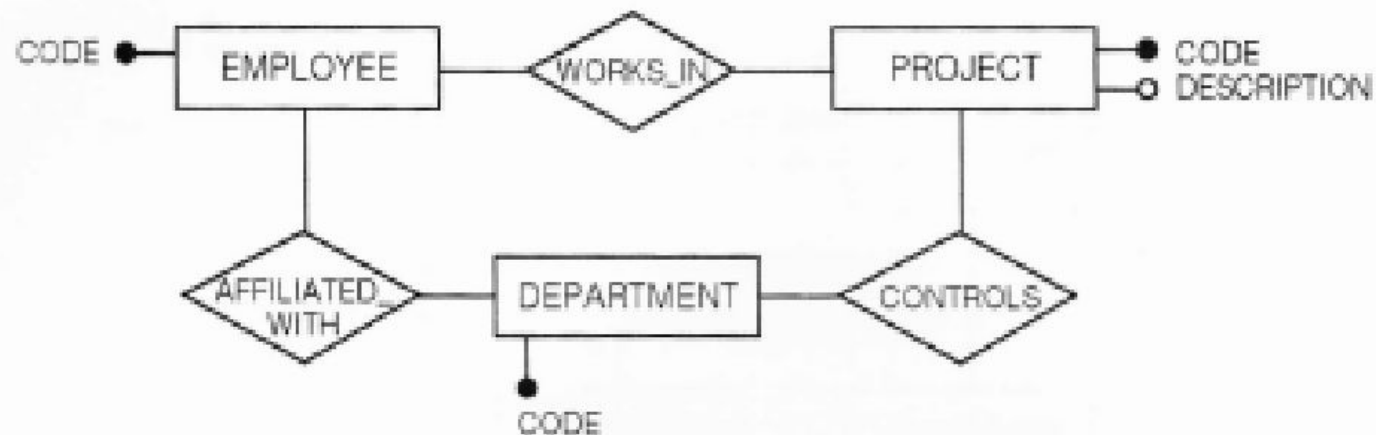 CODE
EMPLOYEE
WORKS_IN
PROJECT
CODE
DESCRIPTION
AFFILIATED_
WITH
DEPARTMENT
CONTROLS
CODE